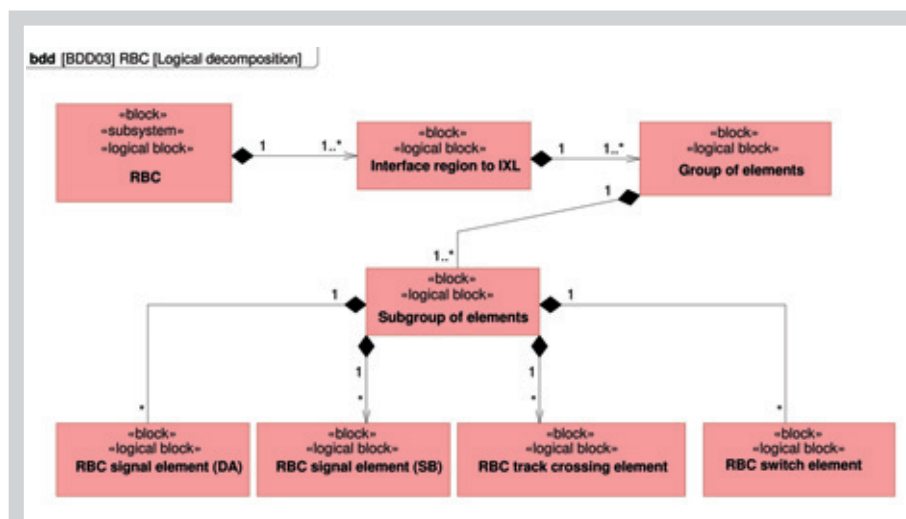 bdd [BDD03] RBC [Logical decomposition]
«block»
«subsystem»
«logical block»
RBC
1
1..*
«block»
«logical block»
Interface region to IXL
1
1..*
«block»
«logical block»
Group of elements
1
1..*
«block»
«logical block»
Subgroup of elements
1
1
1
1
*
*
*
*
«block»
«logical block»
RBC signal element (DA)
«block»
«logical block»
RBC signal element (SB)
«block»
«logical block»
RBC track crossing element
«block»
«logical block»
RBC switch element